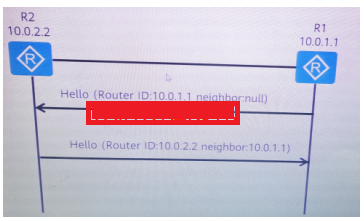 R2
10.0.2.2
R1
10.0.1.1
R
R
Hello (Router ID:10.0.1.1 neighbor:null)
Hello (Router ID:10.0.2.2 neighbor:10.0.1.1)